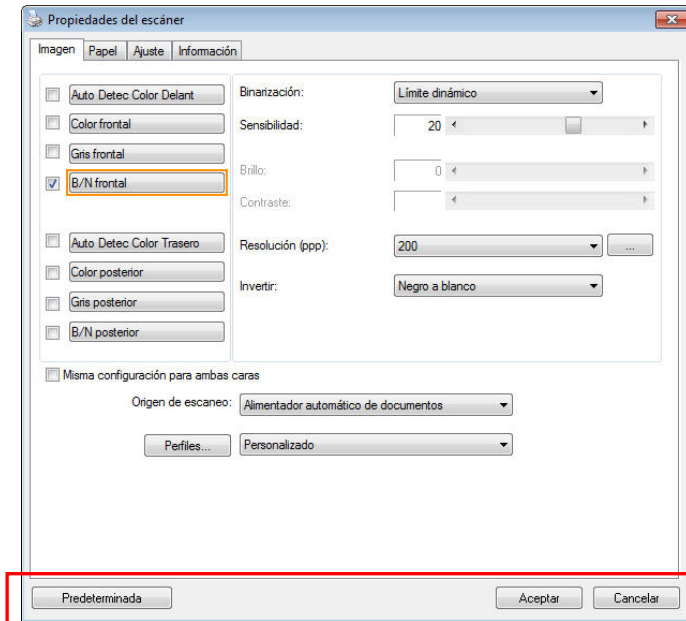 Propiedades del escáner
Imagen Papel Ajuste Información
Auto Detec Color Delant
Color frontal
Gris frontal
B/N frontal
Auto Detec Color Trasero
Color posterior
Gris posterior
B/N posterior
Binarización: Límite dinámico
Sensibilidad: 20
Brillo: 0
Contraste:
Resolución (ppp): 200 ...
Invertir: Negro a blanco
Misma configuración para ambas caras
Origen de escaneo: Alimentador automático de documentos
Perfiles... Personalizado
Predeterminada Aceptar Cancelar